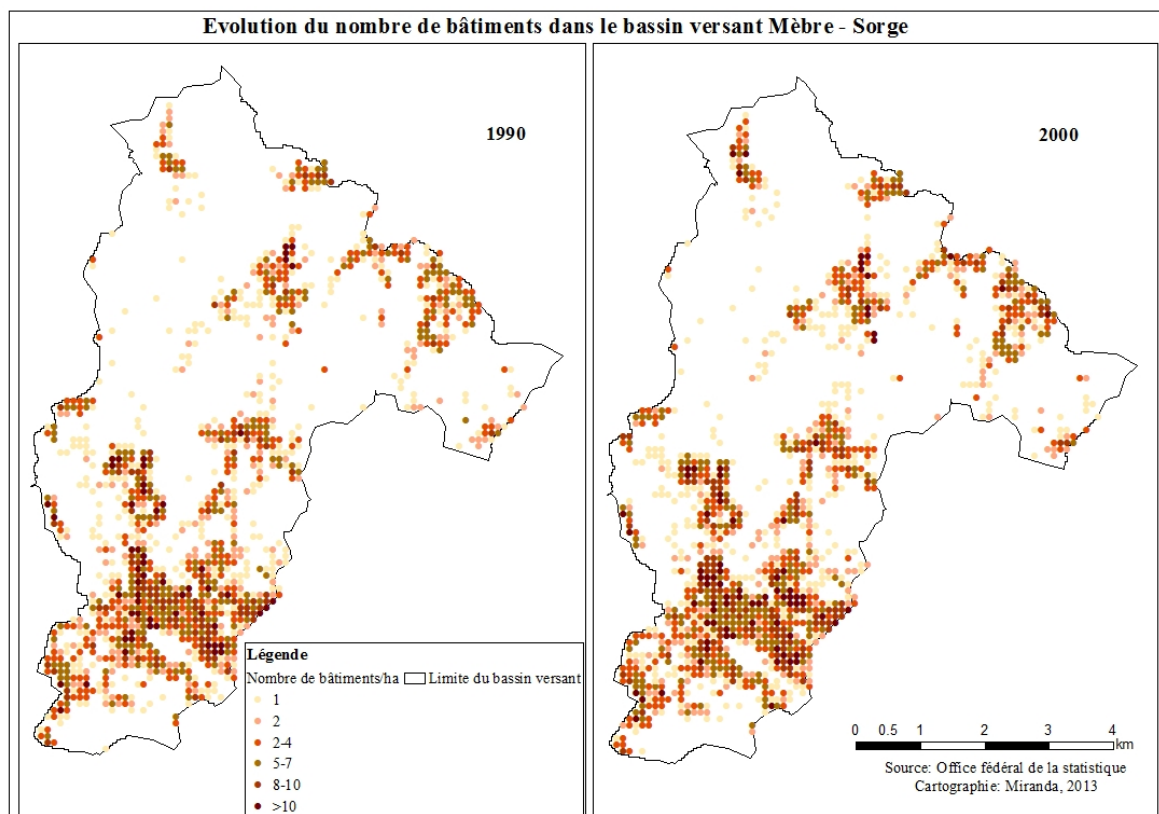 Evolution du nombre de bâtiments dans le bassin versant Mèbre - Sorge
1990
2000
Légende
Nombre de bâtiments/ha Limite du bassin versant
1
2
2-4
5-7
8-10
>10
0 0.5 1 2 3 4
km
Source: Office fédéral de la statistique
Cartographie: Miranda, 2013